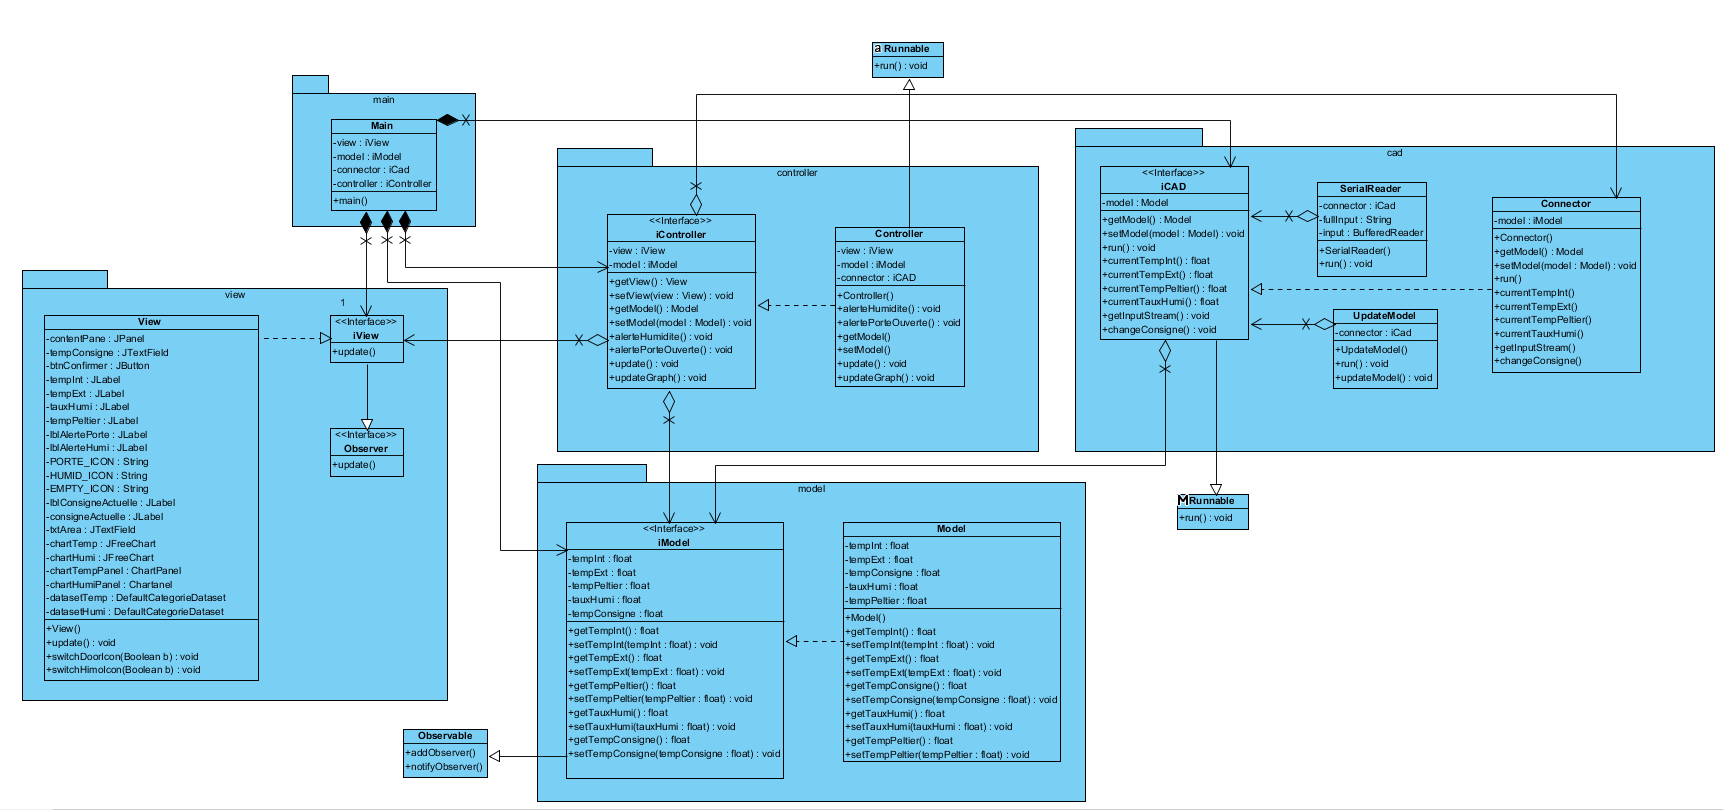 a Runnable
+run() : void
main
Main
-view : iView
-model : iModel
-connector : iCad
-controller : iController
+main()
controller
<<Interface>>
iController
-view : iView
-model : iModel
+getView() : View
+setView(view : View) : void
+getModel() : Model
+setModel(model : Model) : void
+alerteHumidite() : void
+alertePorteOuverte() : void
+update() : void
+updateGraph() : void
Controller
-view : iView
-model : iModel
-connector : iCAD
+Controller()
+alerteHumidite() : void
+alertePorteOuverte() : void
+getModel()
+setModel()
+update() : void
+updateGraph() : void
cad
<<Interface>>
iCAD
-model : Model
+getModel() : Model
+setModel(model : Model) : void
+run() : void
+currentTempInt() : float
+currentTempExt() : float
+currentTempPeltier() : float
+currentTauxHumi() : float
+getInputStream() : void
+changeConsigne() : void
SerialReader
-connector : iCad
-fullInput : String
-input : BufferedReader
+SerialReader()
+run() : void
UpdateModel
-connector : iCad
+UpdateModel()
+run() : void
+updateModel() : void
Connector
-model : iModel
+Connector()
+getModel() : Model
+setModel(model : Model) : void
+run()
+currentTempInt()
+currentTempExt()
+currentTempPeltier()
+currentTauxHumi()
+getInputStream()
+changeConsigne()
M Runnable
+run() : void
view
View
-contentPane : JPanel
-tempConsigne : JTextField
-btnConfirmer : JButton
-tempInt : JLabel
-tempExt : JLabel
-tauxHumi : JLabel
-tempPeltier : JLabel
-lblAlertePorte : JLabel
-lblAlerteHumi : JLabel
-PORTE_ICON : String
-HUMID_ICON : String
-EMPTY_ICON : String
-lblConsigneActuelle : JLabel
-consigneActuelle : JLabel
-txtArea : JTextField
-chartTemp : JFreeChart
-chartHumi : JFreeChart
-chartTempPanel : ChartPanel
-chartHumiPanel : Chartanel
-datasetTemp : DefaultCategorieDataset
-datasetHumi : DefaultCategorieDataset
+View()
+update() : void
+switchDoorIcon(Boolean b) : void
+switchHimoIcon(Boolean b) : void
1
<<Interface>>
iView
+update()
<<Interface>>
Observer
+update()
model
<<Interface>>
iModel
-tempInt : float
-tempExt : float
-tempPeltier : float
-tauxHumi : float
-tempConsigne : float
+getTempInt() : float
+setTempInt(tempInt : float) : void
+getTempExt() : float
+setTempExt(tempExt : float) : void
+getTempPeltier() : float
+setTempPeltier(tempPeltier : float) : void
+getTauxHumi() : float
+setTauxHumi(tauxHumi : float) : void
+getTempConsigne() : float
+setTempConsigne(tempConsigne : float) : void
Model
-tempInt : float
-tempExt : float
-tempConsigne : float
-tauxHumi : float
-tempPeltier : float
+Model()
+getTempInt() : float
+setTempInt(tempInt : float) : void
+getTempExt() : float
+setTempExt(tempExt : float) : void
+getTempConsigne() : float
+setTempConsigne(tempConsigne : float) : void
+getTauxHumi() : float
+setTauxHumi(tauxHumi : float) : void
+getTempPeltier() : float
+setTempPeltier(tempPeltier : float) : void
Observable
+addObserver()
+notifyObserver()